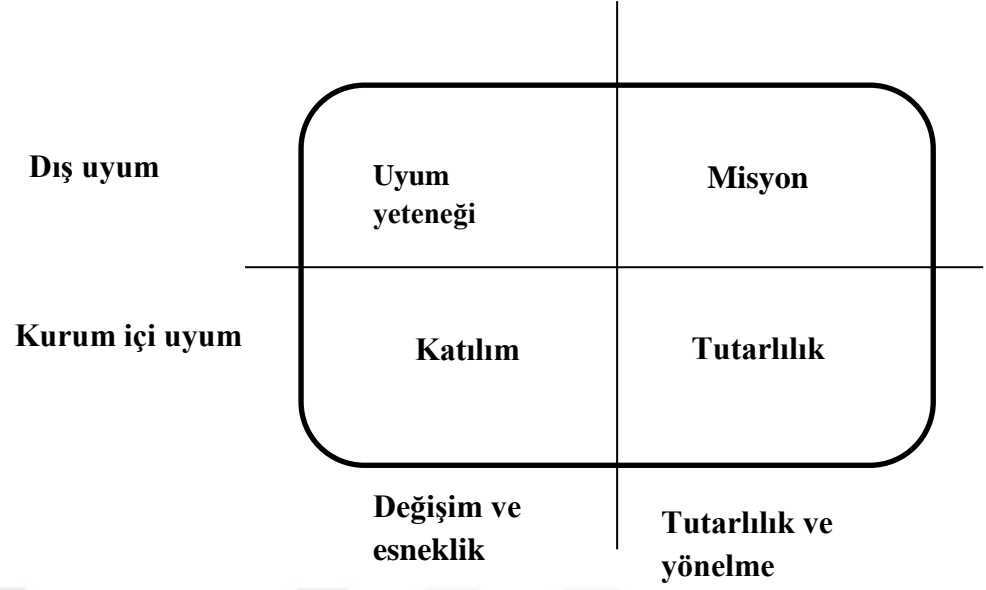 Dış uyum
Uyum
yeteneği
Misyon
Kurum içi uyum
Katılım
Tutarlılık
Değişim ve
esneklik
Tutarlılık ve
yönelme